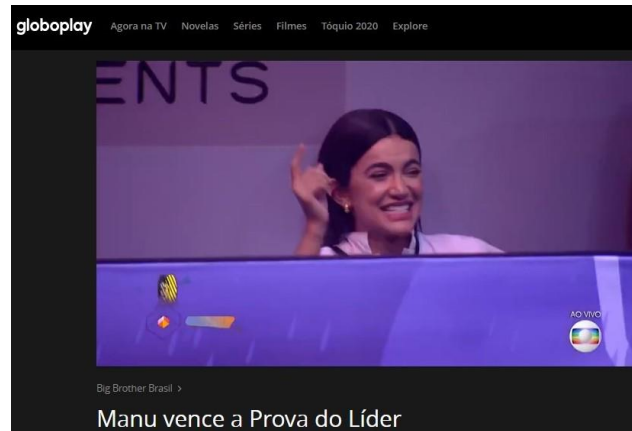 globoplay Agora na TV Novelas Séries Filmes Tóquio 2020 Explore
ENTS
AO VIVO
Big Brother Brasil >
Manu vence a Prova do Líder